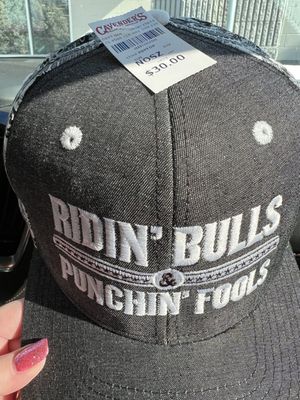 CAVENDER'S
NOSZ
$30.00
RIDIN' BULLS
&
PUNCHIN' FOOLS